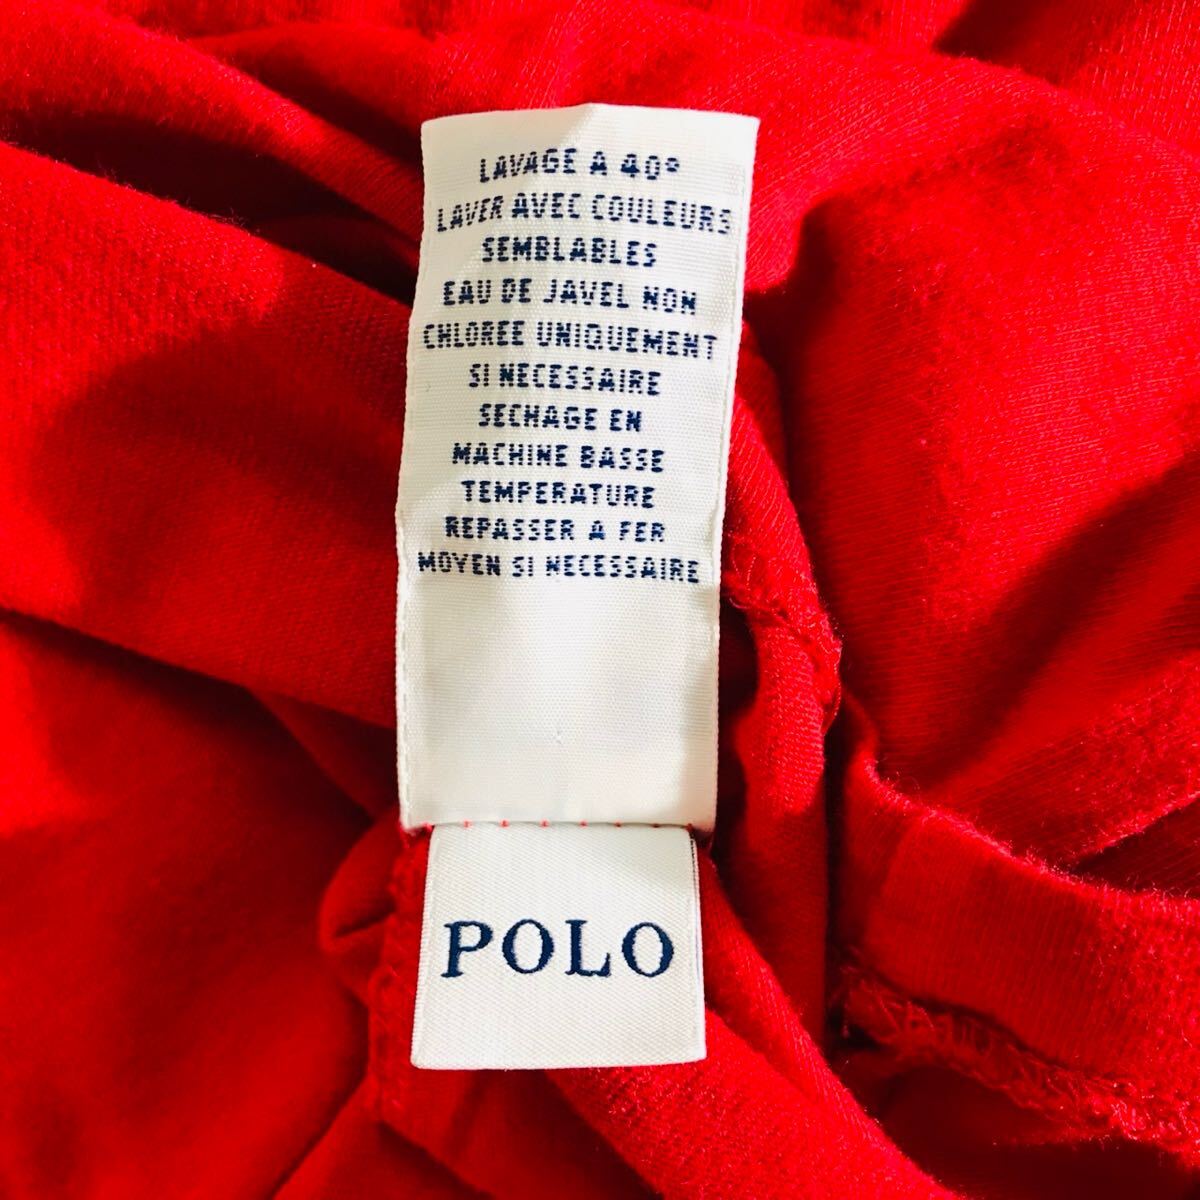 LAVAGE A 40°
LAVER AVEC COULEURS
SEMBLABLES
EAU DE JAVEL NON
CHLOREE UNIQUEMENT
SI NECESSAIRE
SECHAGE EN
MACHINE BASSE
TEMPERATURE
REPASSER A FER
MOYEN SI NECESSAIRE
POLO